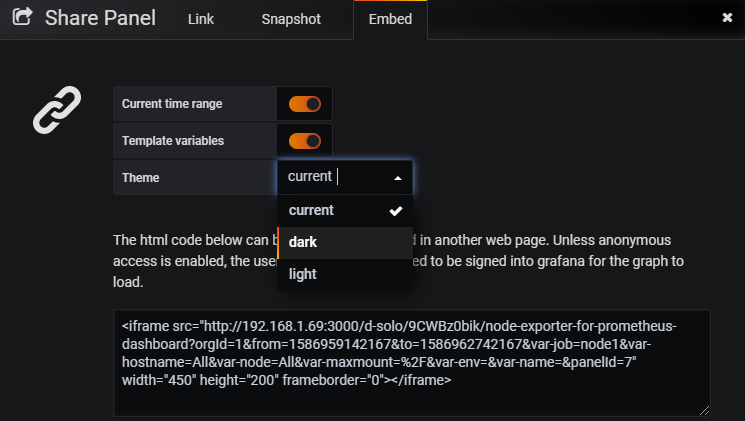 Share Panel Link Snapshot Embed
Current time range
Template variables
Theme current
current
dark
light
The html code below can b d in another web page. Unless anonymous
access is enabled, the user ed to be signed into grafana for the graph to
load.
<iframe src="http://192.168.1.69:3000/d-solo/9CWBz0bik/node-exporter-for-prometheus-
dashboard?orgId=1&from=1586959142167&to=1586962742167&var-job=node1&var-
hostname=All&var-node=All&var-maxmount=%2F&var-env=&var-name=&panelId=7"
width="450" height="200" frameborder="0"></iframe>